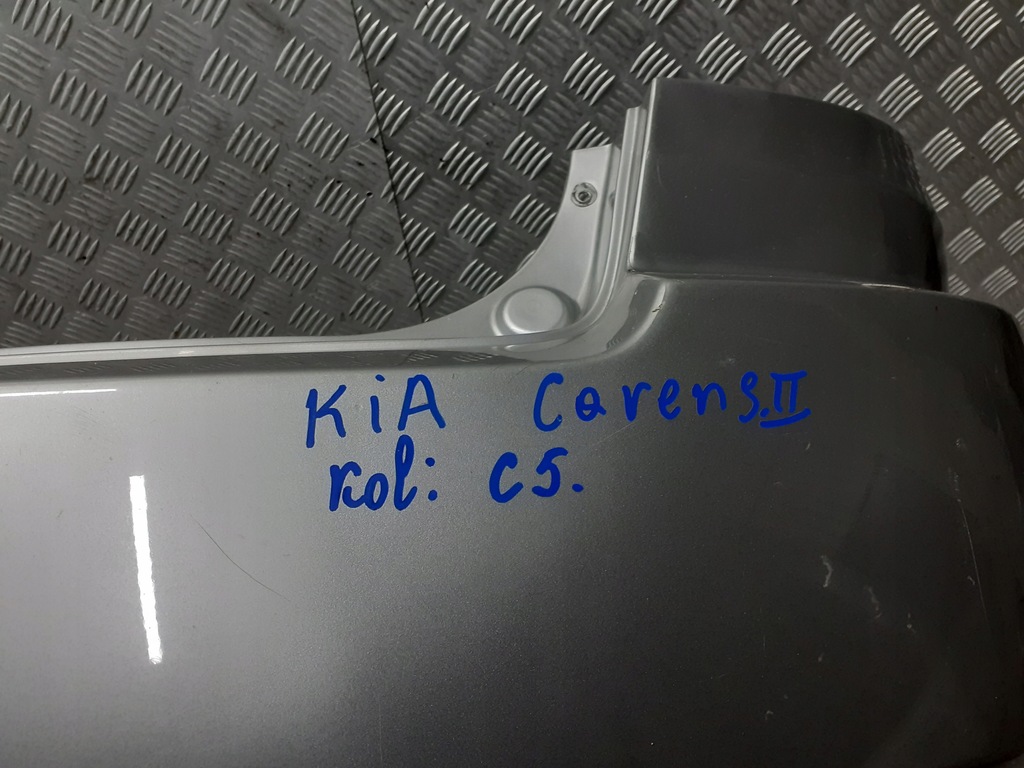 KiA Carens.II
kol: C5.